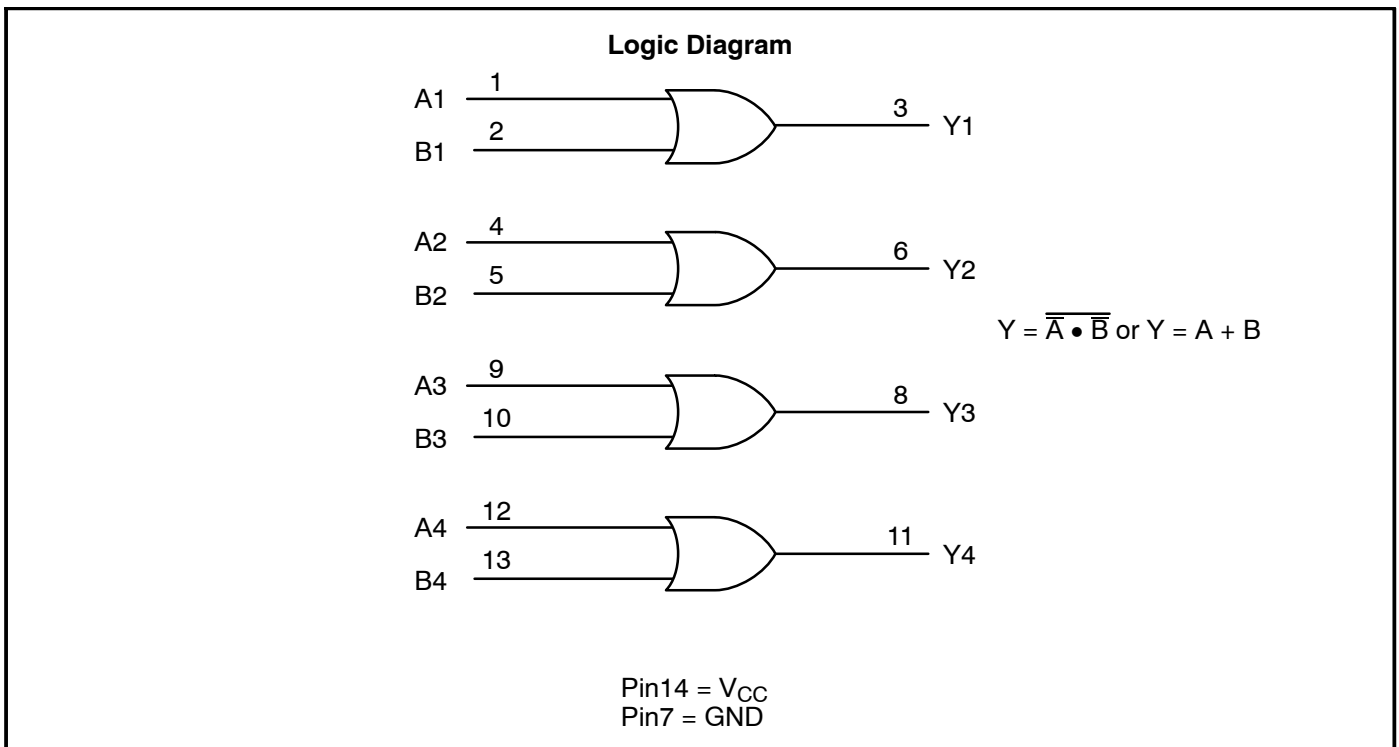 Logic Diagram
A1 1 3 Y1
B1 2
A2 4 6 Y2
B2 5
Y = A̅ • B̅ or Y = A + B
A3 9 8 Y3
B3 10
A4 12 11 Y4
B4 13
Pin14 = VCC
Pin7 = GND